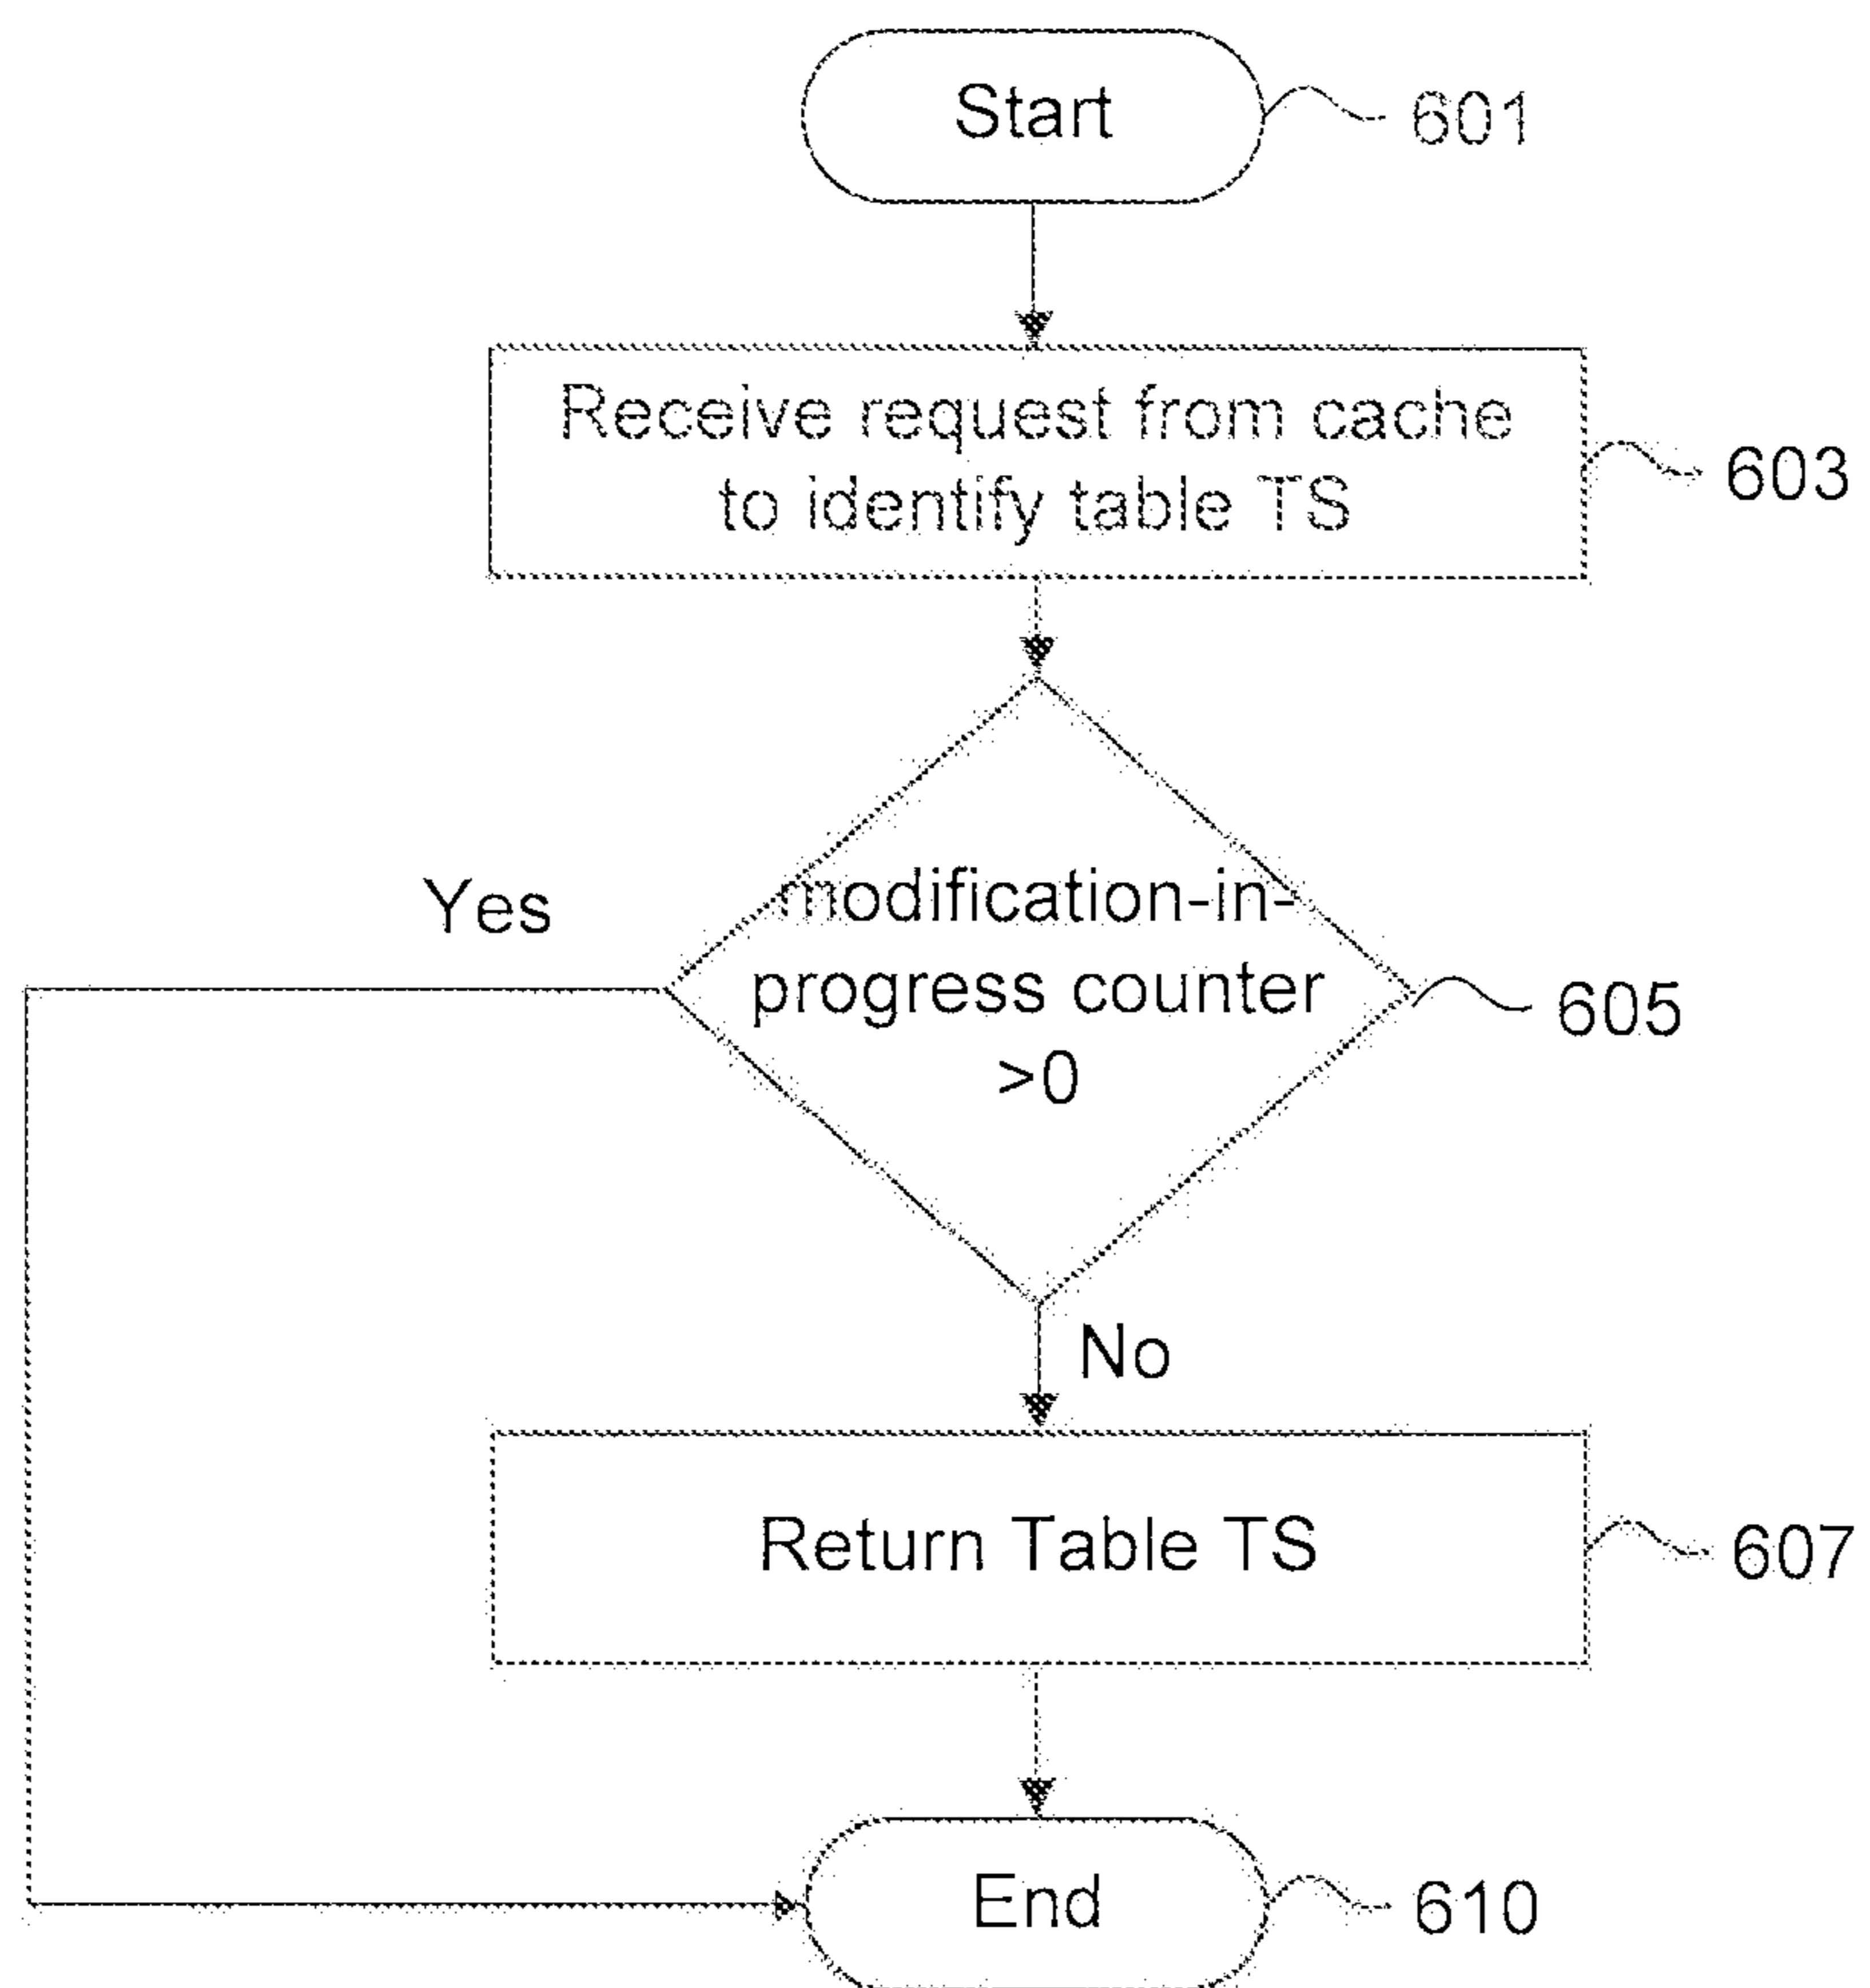 Start
601
Receive request from cache
to identify table TS
603
Yes
modification-in-
progress counter
>0
605
No
Return Table TS
607
End
610